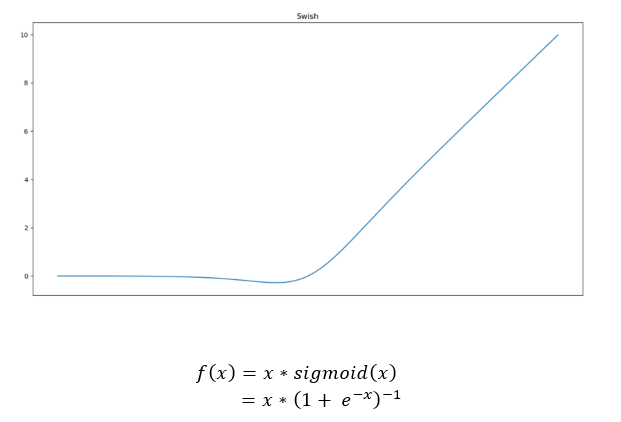 Swish
10
8
6
4
2
0
f(x) = x * sigmoid(x)
= x * (1 + e^{-x})^{-1}